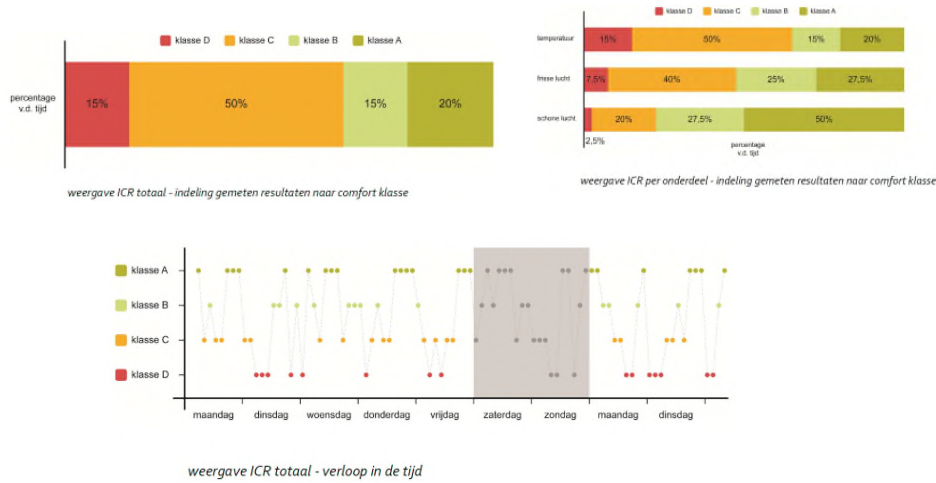 klasse D klasse C klasse B klasse A
percentage
v.d. tijd
15% 50% 15% 20%
weergave ICR totaal - indeling gemeten resultaten naar comfort klasse
klasse D klasse C klasse B klasse A
temperatuur 15% 50% 15% 20%
frisse lucht 7,5% 40% 25% 27,5%
schone lucht 20% 27,5% 50%
2,5%
percentage
v.d. tijd
weergave ICR per onderdeel - indeling gemeten resultaten naar comfort klasse
klasse A
klasse B
klasse C
klasse D
maandag dinsdag woensdag donderdag vrijdag zaterdag zondag maandag dinsdag
weergave ICR totaal - verloop in de tijd